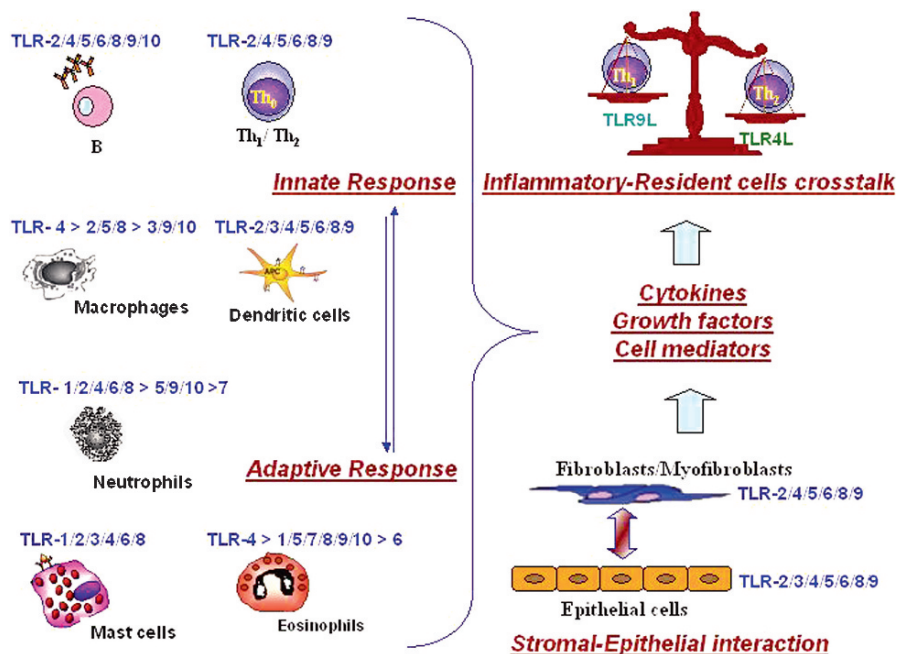 TLR-2/4/5/6/8/9/10
B
TLR-2/4/5/6/8/9
Th₀
Th₁/ Th₂
Innate Response
TLR- 4 > 2/5/8 > 3/9/10
Macrophages
TLR-2/3/4/5/6/8/9
APC
Dendritic cells
TLR- 1/2/4/6/8 > 5/9/10 >7
Neutrophils
Adaptive Response
TLR-1/2/3/4/6/8
Mast cells
TLR-4 > 1/5/7/8/9/10 > 6
Eosinophils
Th₁
Th₂
TLR9L
TLR4L
Inflammatory-Resident cells crosstalk
Cytokines
Growth factors
Cell mediators
Fibroblasts/Myofibroblasts
TLR-2/4/5/6/8/9
TLR-2/3/4/5/6/8/9
Epithelial cells
Stromal-Epithelial interaction